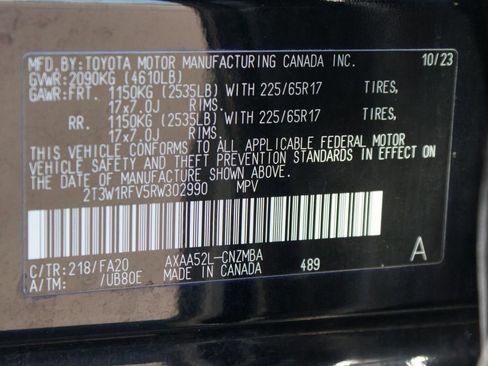 MFD. BY: TOYOTA MOTOR MANUFACTURING CANADA INC. 10/23
GVWR: 2090KG (4610LB)
GAWR: FRT. 1150KG (2535LB) WITH 225/65R17 TIRES,
17x7.0J RIMS.
RR. 1150KG (2535LB) WITH 225/65R17 TIRES,
17x7.0J RIMS.
THIS VEHICLE CONFORMS TO ALL APPLICABLE FEDERAL MOTOR
VEHICLE SAFETY AND THEFT PREVENTION STANDARDS IN EFFECT ON
THE DATE OF MANUFACTURE SHOWN ABOVE.
2T3W1RFV5RW302990 MPV
C/TR:218/FA20 AXAA52L-CNZMBA A
A/TM: /UB80E MADE IN CANADA 489